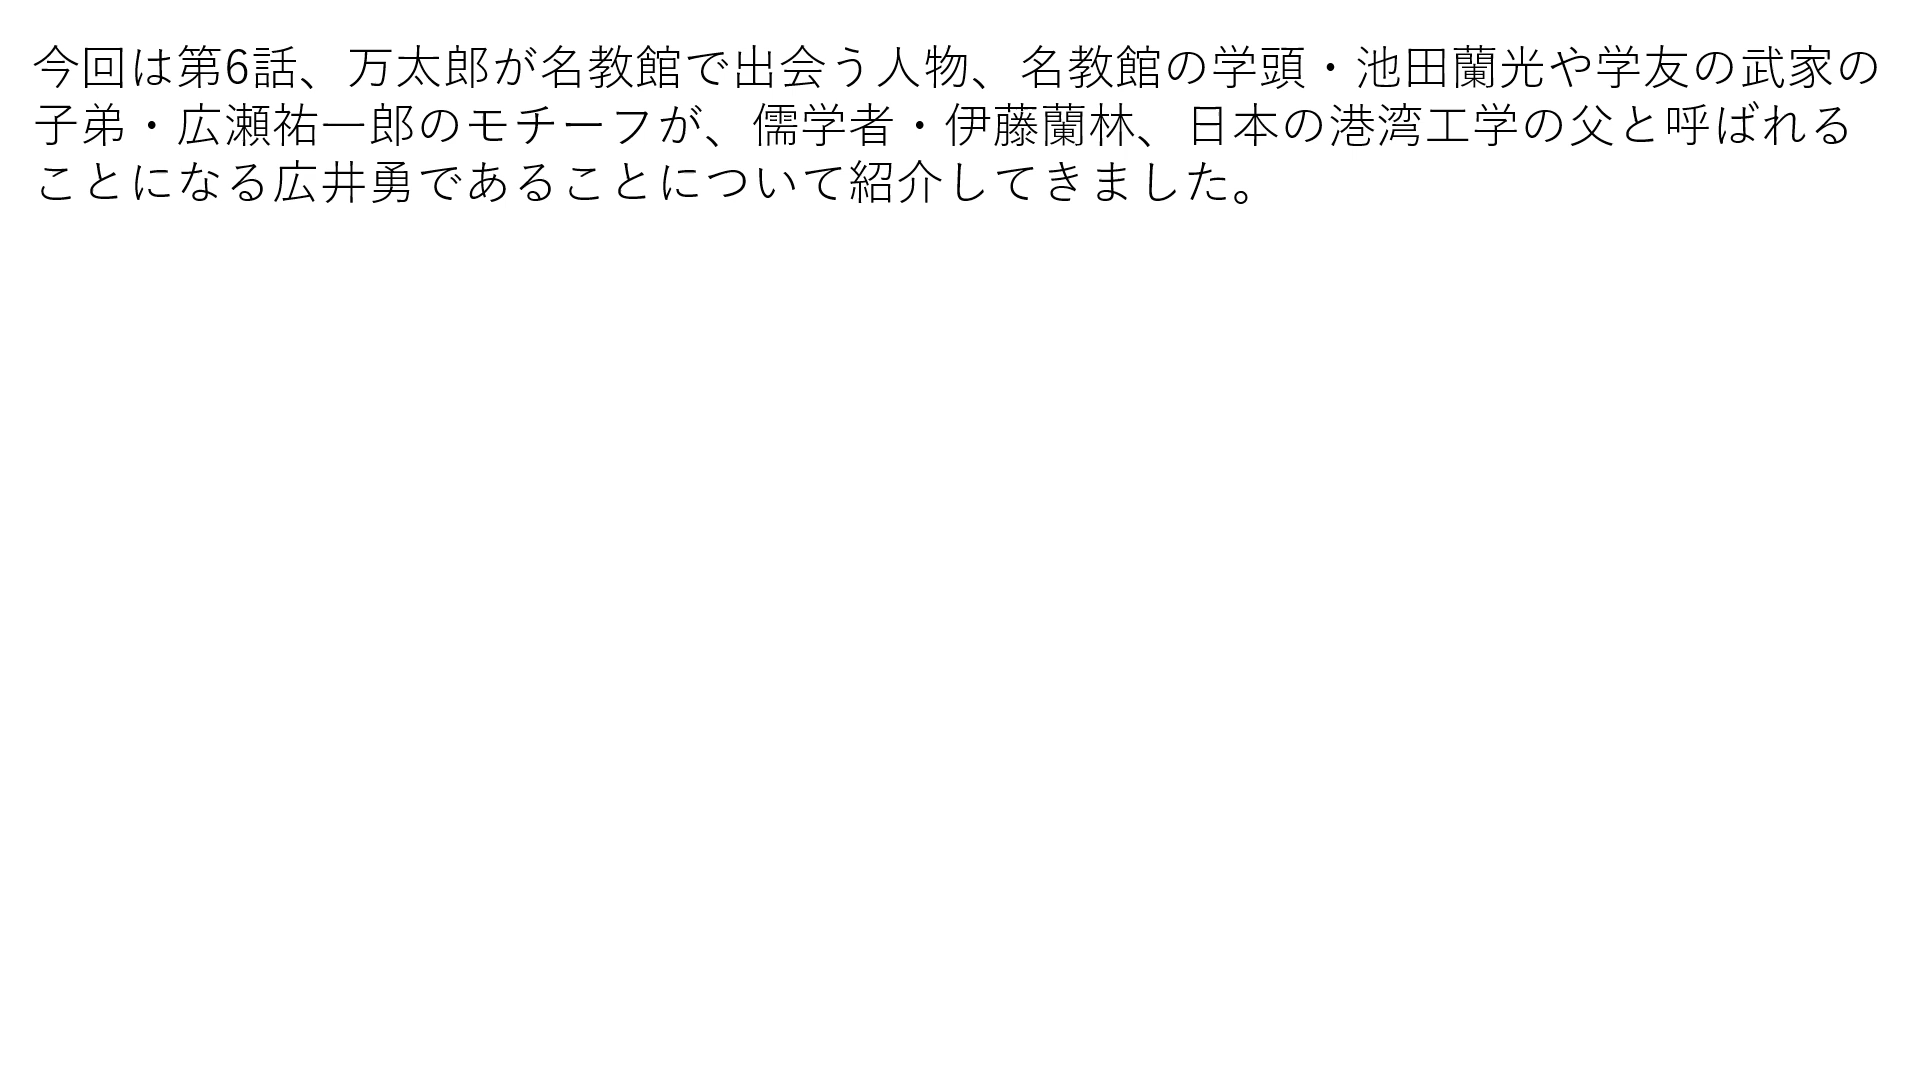 今回は第6話、万太郎が名教館で出会う人物、名教館の学頭・池田蘭光や学友の武家の
子弟・広瀬祐一郎のモチーフが、儒学者・伊藤蘭林、日本の港湾工学の父と呼ばれる
ことになる広井勇であることについて紹介してきました。